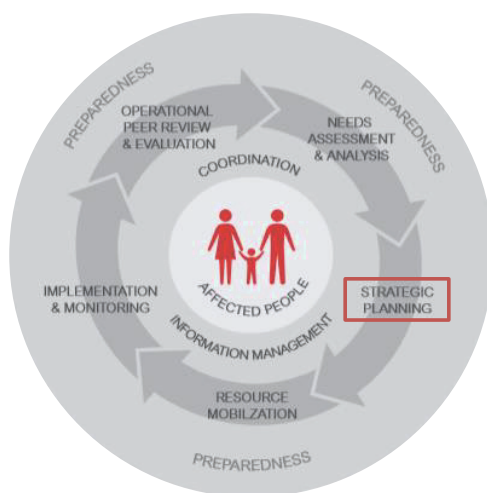 PREPAREDNESS
PREPAREDNESS
OPERATIONAL
PEER REVIEW
& EVALUATION
NEEDS
ASSESSMENT
& ANALYSIS
COORDINATION
AFFECTED PEOPLE
INFORMATION MANAGEMENT
IMPLEMENTATION
& MONITORING
STRATEGIC
PLANNING
RESOURCE
MOBILZATION
PREPAREDNESS